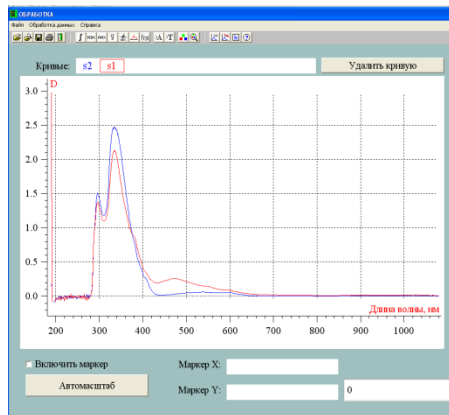 ОБРАБОТКА
Файл Обработка данных Справка
Кривые: s2 s1 Удалить кривую
D
3.0
2.5
2.0
1.5
1.0
0.5
0.0
200 300 400 500 600 700 800 900 1000
Длина волны, нм
Включить маркер Маркер X:
Автомасштаб Маркер Y: 0